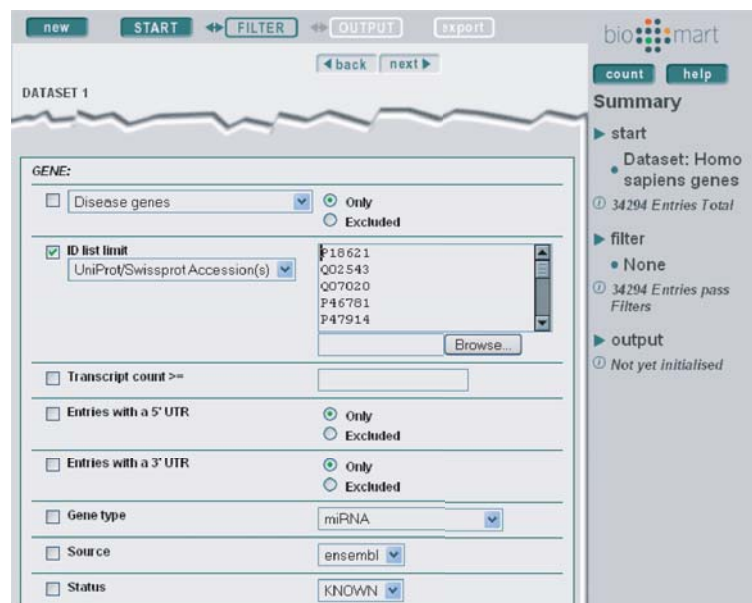 new START FILTER OUTPUT export
back next
DATASET 1
GENE:
Disease genes
Only
Excluded
ID list limit
UniProt/Swissprot Accession(s)
P18621
Q02543
Q07020
P46781
P47914
Browse...
Transcript count >=
Entries with a 5' UTR
Only
Excluded
Entries with a 3' UTR
Only
Excluded
Gene type
miRNA
Source
ensembl
Status
KNOWN
bio mart
count help
Summary
start
Dataset: Homo
sapiens genes
34294 Entries Total
filter
None
34294 Entries pass
Filters
output
Not yet initialised